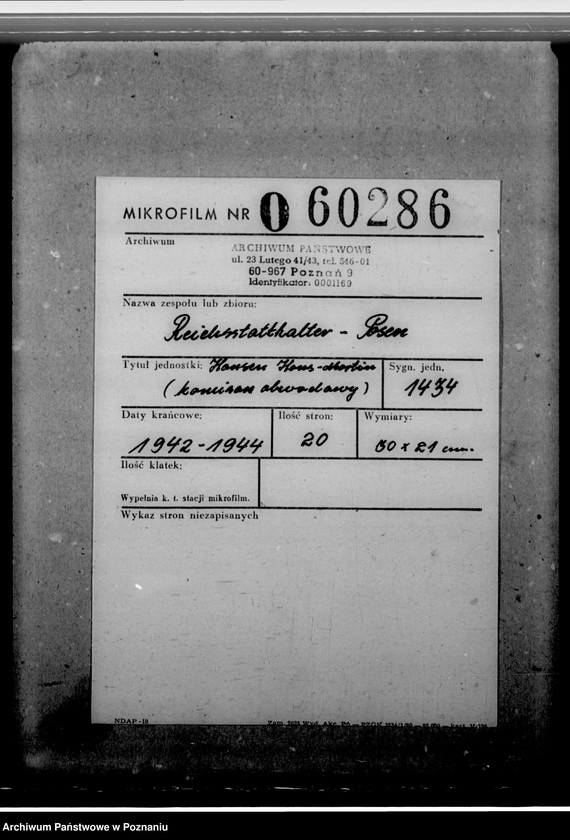 MIKROFILM NR 0 60286
Archiwum
ARCHIWUM PAŃSTWOWE
ul. 23 Lutego 41/43, tel. 546-01
60-967 Poznań 9
Identyfikator: 0001169
Nazwa zespołu lub zbioru:
Reichsstatthalter - Posen
Tytuł jednostki: Hansen Hans-Martin
(komisarz obwodowy)
Sygn. jedn.
1434
Daty krańcowe:
1942-1944
Ilość stron:
20
Wymiary:
30 x 21 cm.
Ilość klatek:
Wypełnia k. t. stacji mikrofilm.
Wykaz stron niezapisanych
NDAP-10
Archiwum Państwowe w Poznaniu